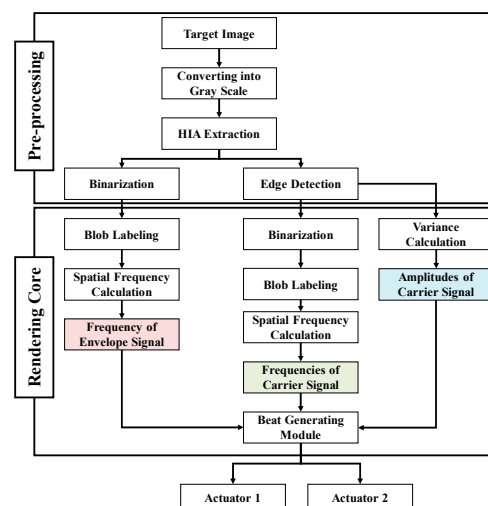 Pre-processing
Target Image
Converting into
Gray Scale
HIA Extraction
Binarization
Edge Detection
Rendering Core
Blob Labeling
Binarization
Variance
Calculation
Spatial Frequency
Calculation
Blob Labeling
Amplitudes of
Carrier Signal
Frequency of
Envelope Signal
Spatial Frequency
Calculation
Frequencies of
Carrier Signal
Beat Generating
Module
Actuator 1
Actuator 2